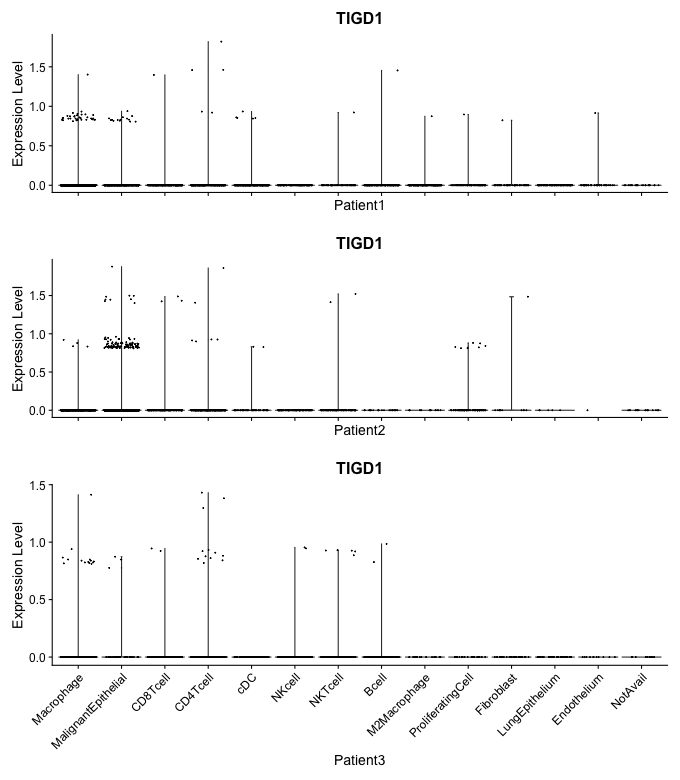 TIGD1
Expression Level
1.5
1.0
0.5
0.0
Patient1
TIGD1
Expression Level
1.5
1.0
0.5
0.0
Patient2
TIGD1
Expression Level
1.5
1.0
0.5
0.0
Macrophage
MalignantEpithelial
CD8Tcell
CD4Tcell
cDC
NKcell
NKTcell
Bcell
M2Macrophage
ProliferatingCell
Fibroblast
LungEpithelium
Endothelium
NotAvail
Patient3